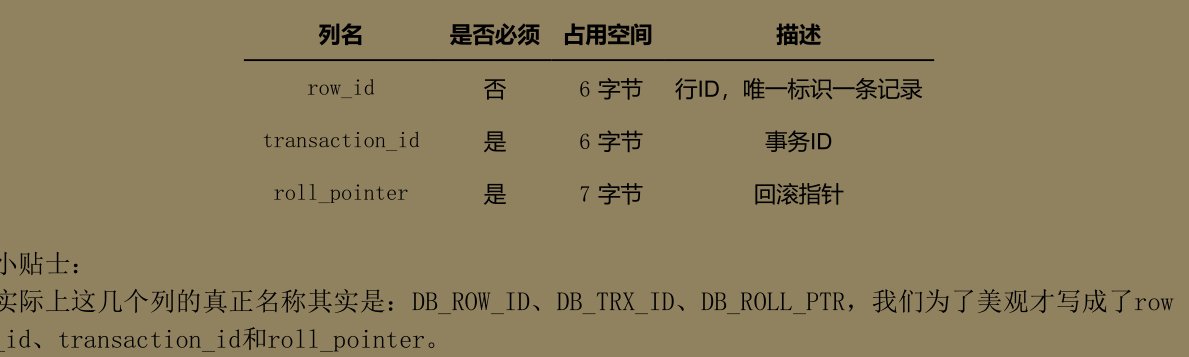 列名 是否必须 占用空间 描述
row_id 否 6 字节 行ID，唯一标识一条记录
transaction_id 是 6 字节 事务ID
roll_pointer 是 7 字节 回滚指针
小贴士：
实际上这几个列的真正名称其实是：DB_ROW_ID、DB_TRX_ID、DB_ROLL_PTR，我们为了美观才写成了row
_id、transaction_id和roll_pointer。